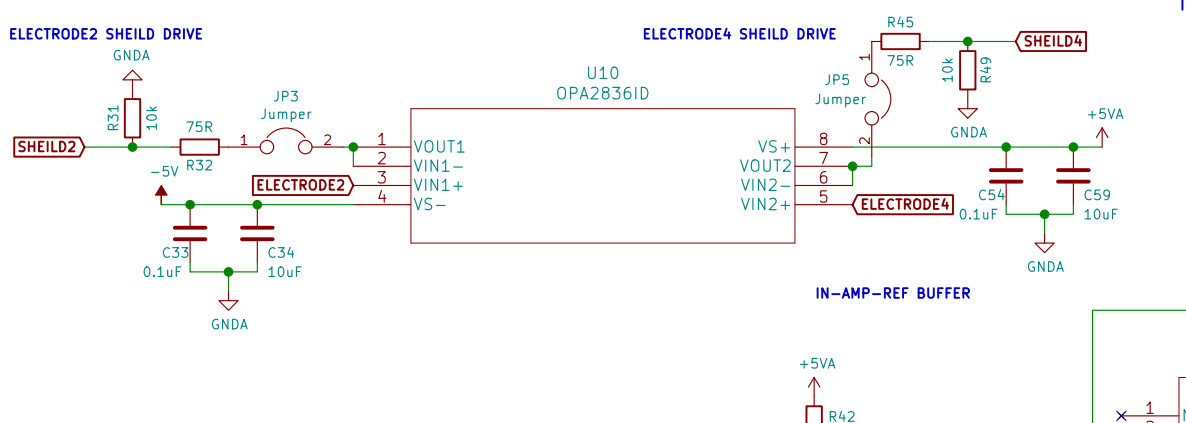 ELECTRODE2 SHEILD DRIVE
GNDA
R31
10k
SHEILD2
75R
R32
1
JP3
Jumper
2
-5V
ELECTRODE2
C33
0.1uF
C34
10uF
GNDA
U10
OPA2836ID
1 VOUT1
2 VIN1-
3 VIN1+
4 VS-
VS+ 8
VOUT2 7
VIN2- 6
VIN2+ 5
ELECTRODE4 SHEILD DRIVE
R45
75R
1
JP5
Jumper
2
SHEILD4
10k
R49
GNDA
+5VA
ELECTRODE4
C54
0.1uF
C59
10uF
GNDA
IN-AMP-REF BUFFER
+5VA
R42
1